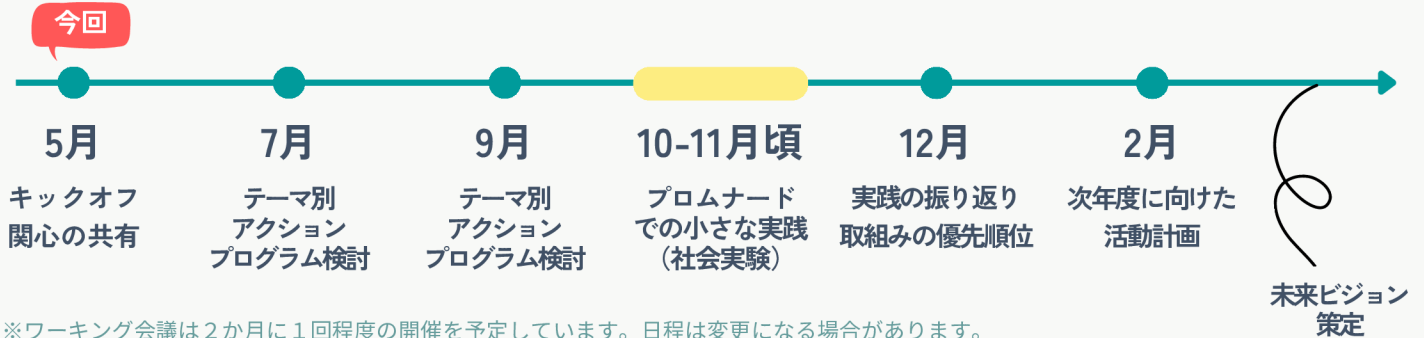 今回
5月
キックオフ
関心の共有
7月
テーマ別
アクション
プログラム検討
9月
テーマ別
アクション
プログラム検討
10-11月頃
プロムナード
での小さな実践
（社会実験）
12月
実践の振り返り
取組みの優先順位
2月
次年度に向けた
活動計画
未来ビジョン
策定
※ワーキング会議は２か月に１回程度の開催を予定しています。日程は変更になる場合があります。